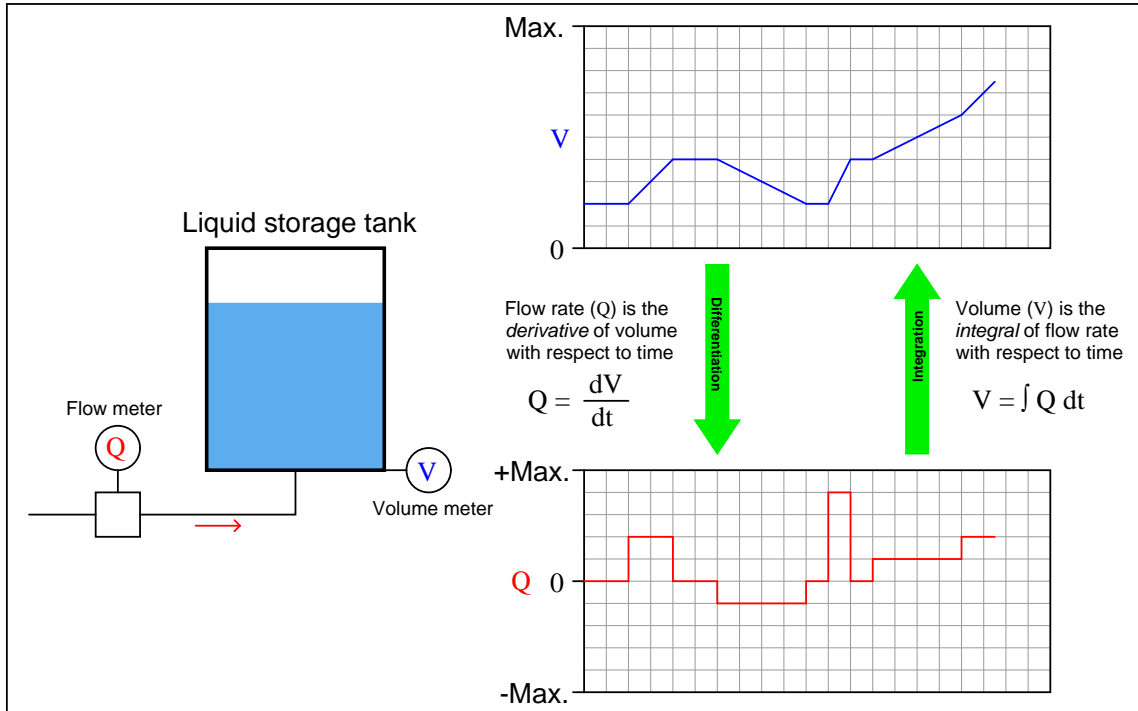 Max.
V
0
Liquid storage tank
Flow meter
Q
V
Volume meter
Flow rate (Q) is the
derivative of volume
with respect to time
Q = dV
dt
Differentiation
Integration
Volume (V) is the
integral of flow rate
with respect to time
V = ∫ Q dt
+Max.
Q 0
-Max.